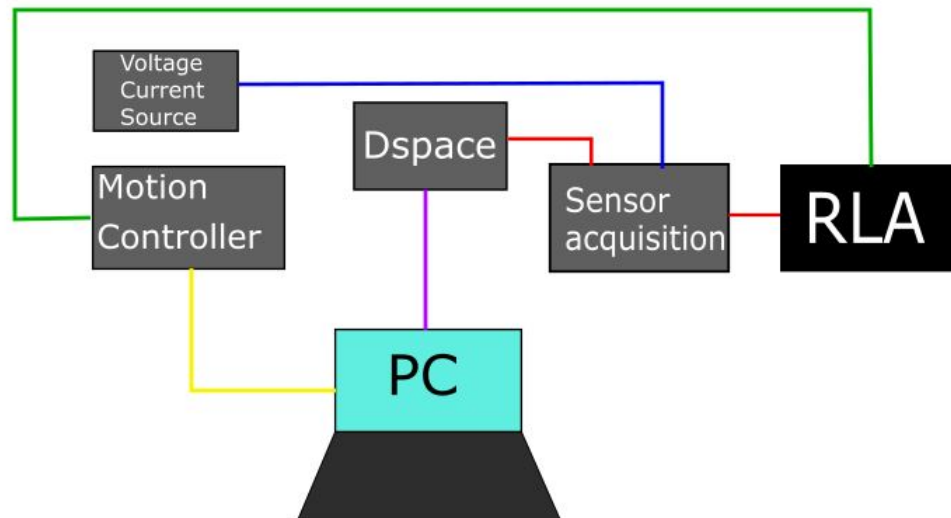 Voltage
Current
Source
Dspace
Motion
Controller
Sensor
acquisition
RLA
PC